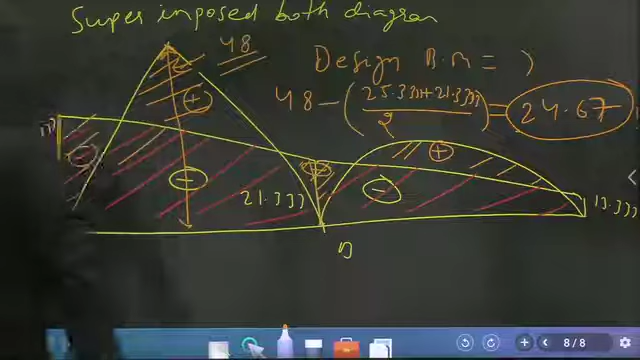 Super imposed both diagram
48
Design B.M =)
48 - (25.333+21.333 / 2) = 24.67
+
-
-
21.333
+
-
13.333
B
8/8